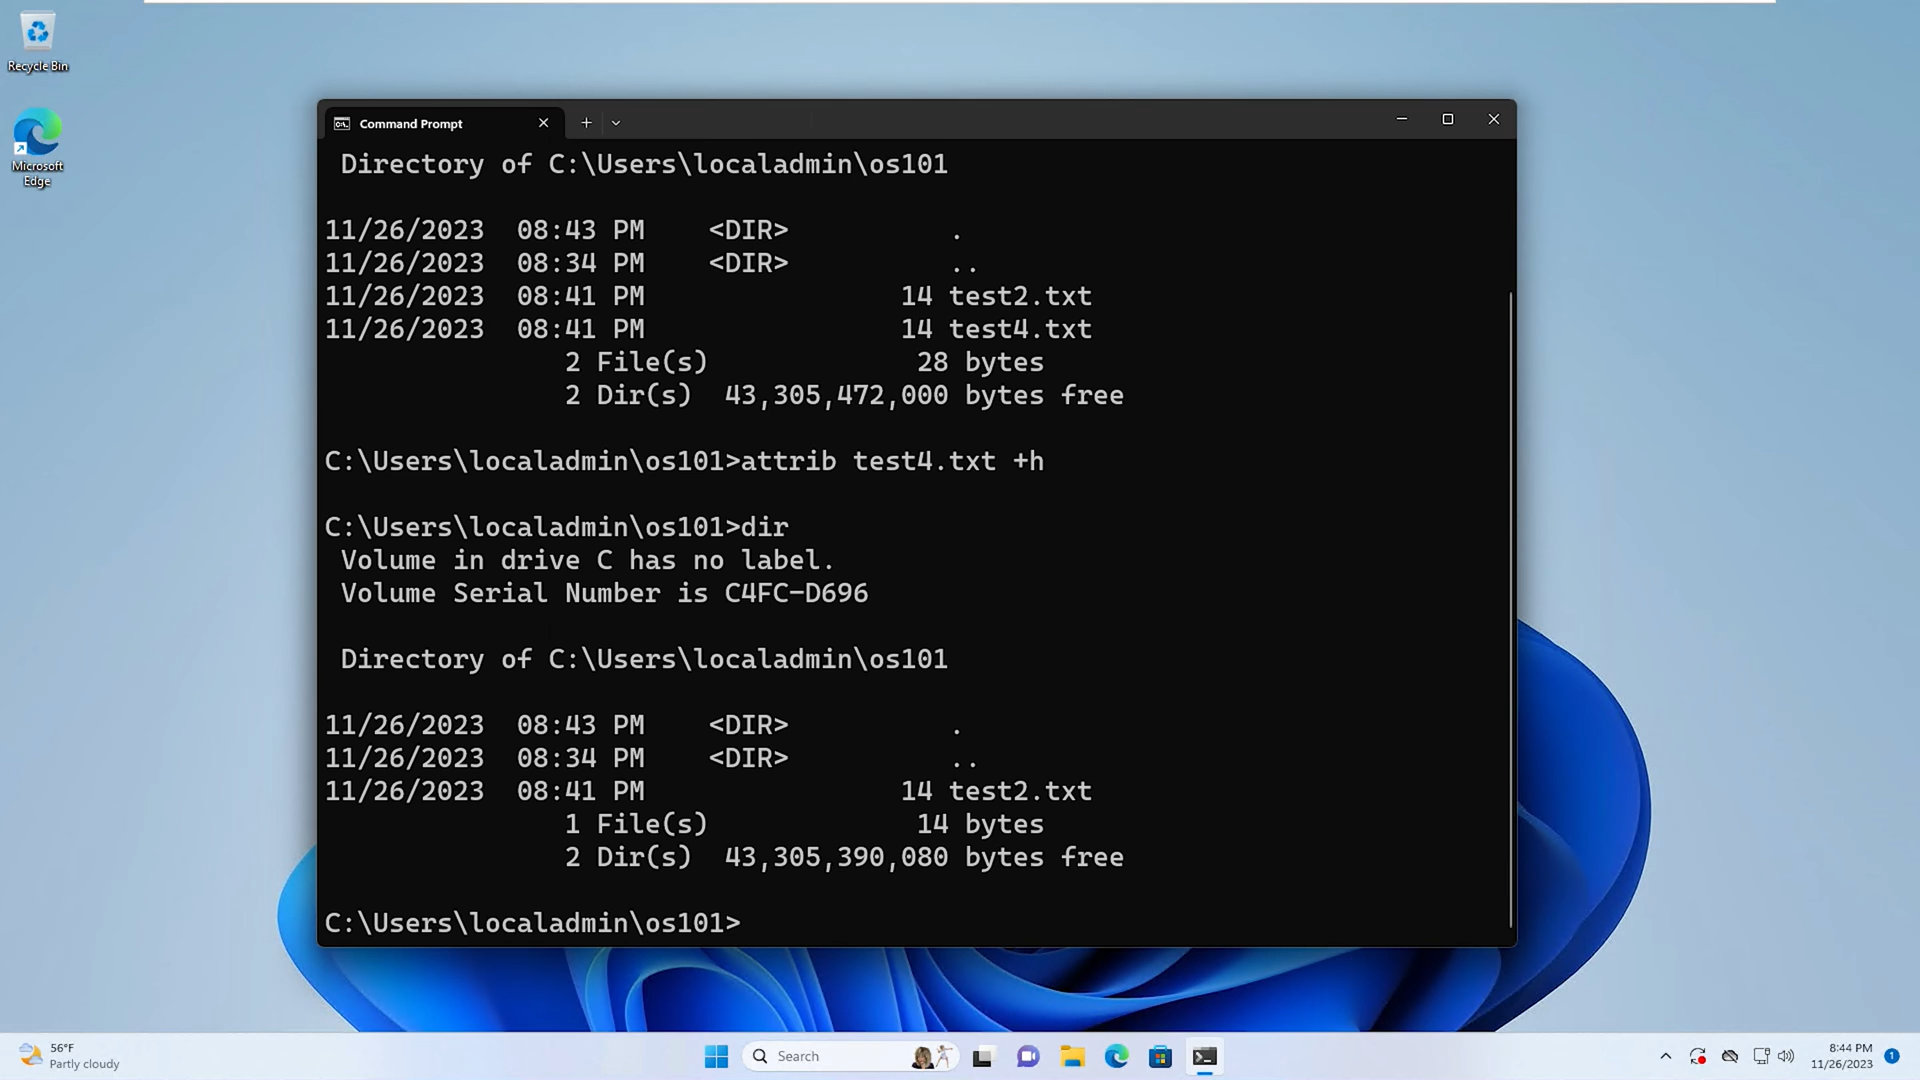 Recycle Bin
Microsoft
Edge
Command Prompt
 Directory of C:\Users\localadmin\os101
11/26/2023  08:43 PM    <DIR>          .
11/26/2023  08:34 PM    <DIR>          ..
11/26/2023  08:41 PM                14 test2.txt
11/26/2023  08:41 PM                14 test4.txt
               2 File(s)             28 bytes
               2 Dir(s)  43,305,472,000 bytes free
C:\Users\localadmin\os101>attrib test4.txt +h
C:\Users\localadmin\os101>dir
 Volume in drive C has no label.
 Volume Serial Number is C4FC-D696
 Directory of C:\Users\localadmin\os101
11/26/2023  08:43 PM    <DIR>          .
11/26/2023  08:34 PM    <DIR>          ..
11/26/2023  08:41 PM                14 test2.txt
               1 File(s)             14 bytes
               2 Dir(s)  43,305,390,080 bytes free
C:\Users\localadmin\os101>
56°F
Partly cloudy
Search
8:44 PM
11/26/2023
1